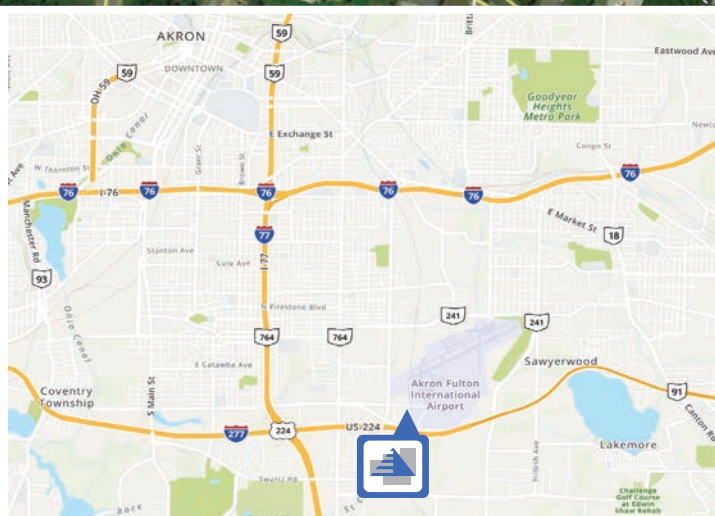 59
AKRON
Britt
Eastwood Ave
DOWNTOWN
59
59
OH-59
Goodyear
Heights
Metro Park
Ohio Canal
E Exchange St
Grant St
Brown St
Congo St
W Thornton St
76
I-76
76
76
76
76
76
Manchester Rd
E Market St
18
77
I-77
Stanton Ave
Cole Ave
93
Ohio Canal
Firestone Blvd
241
241
764
764
E Catawba Ave
Sawyerwood
Akron Fulton
International
Airport
Coventry
Township
S Main St
91
Canton Rd
277
224
US-224
Lakemore
Hilbish Ave
Swartz Rd
Challenge
Golf Course
at Edwin
Shaw Rehab
Race